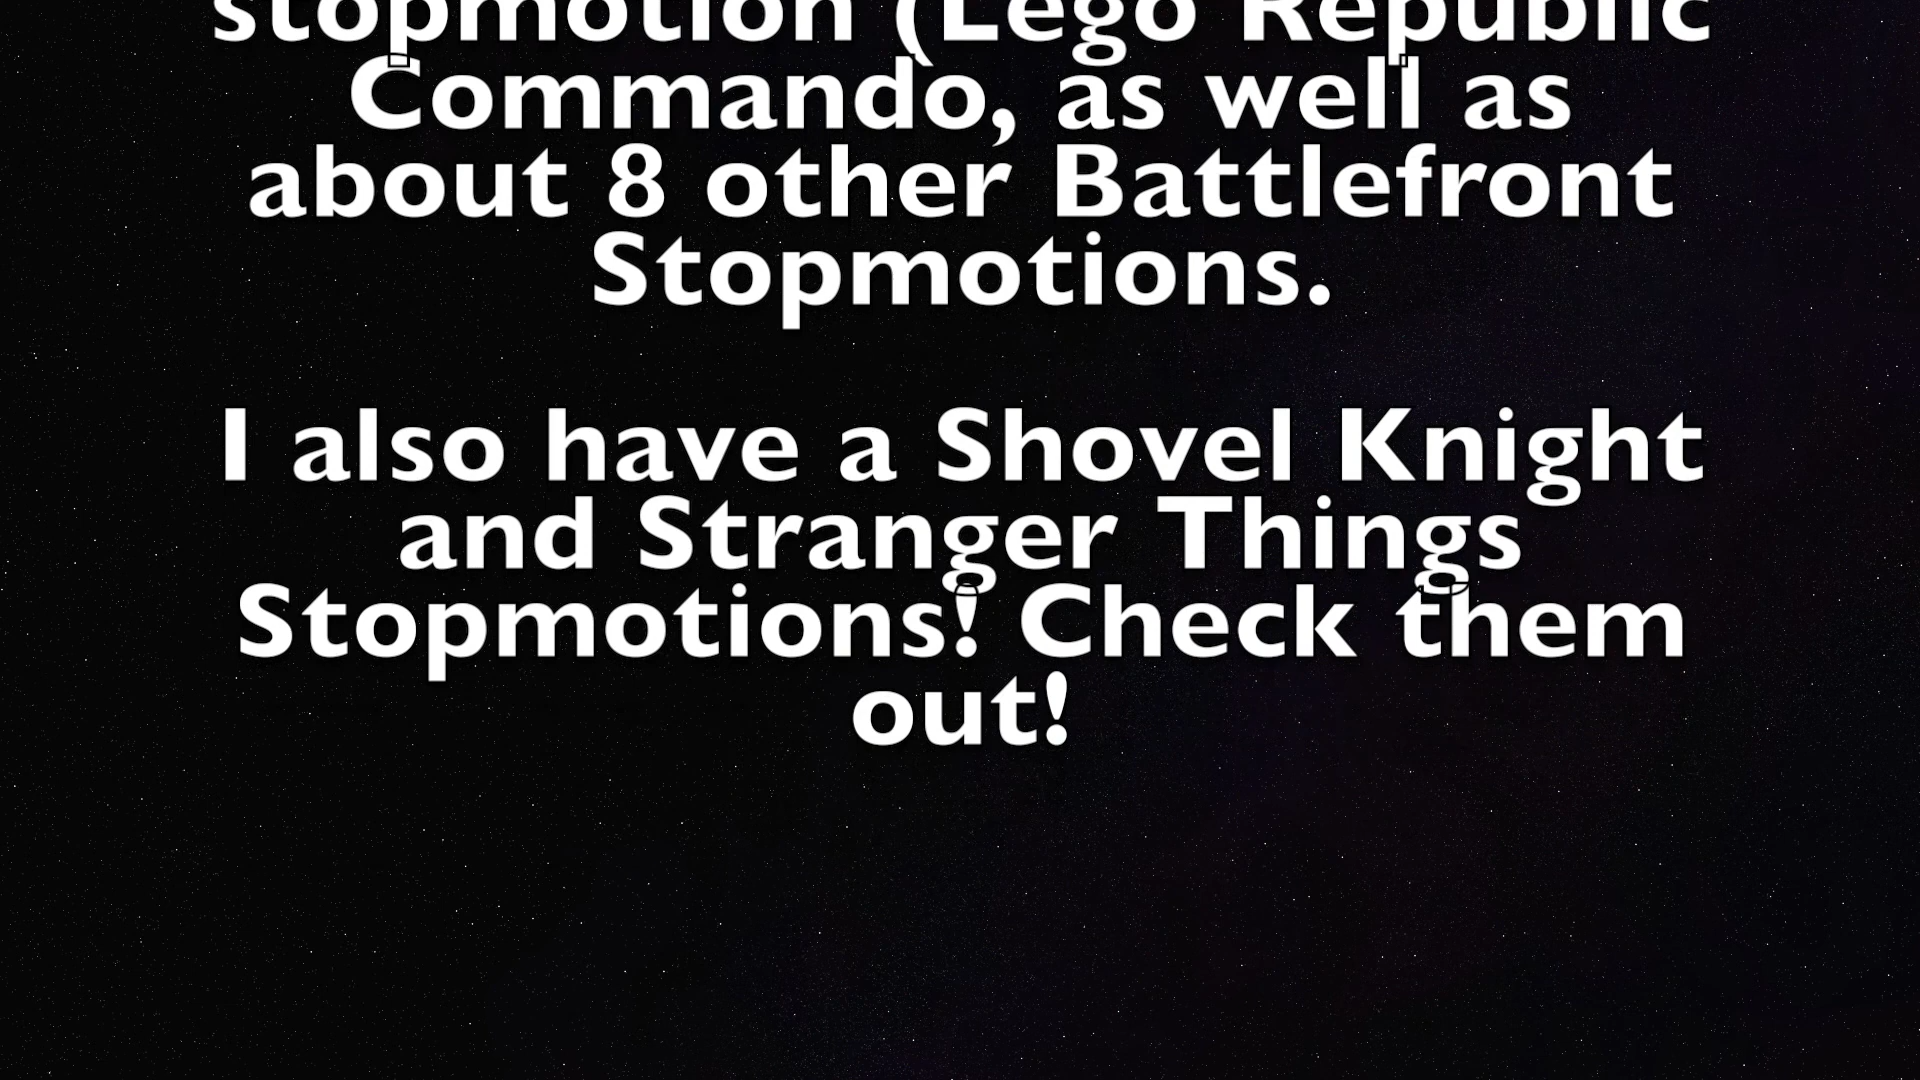 stopmotion (Lego Republic
Commando, as well as
about 8 other Battlefront
Stopmotions.
I also have a Shovel Knight
and Stranger Things
Stopmotions! Check them
out!